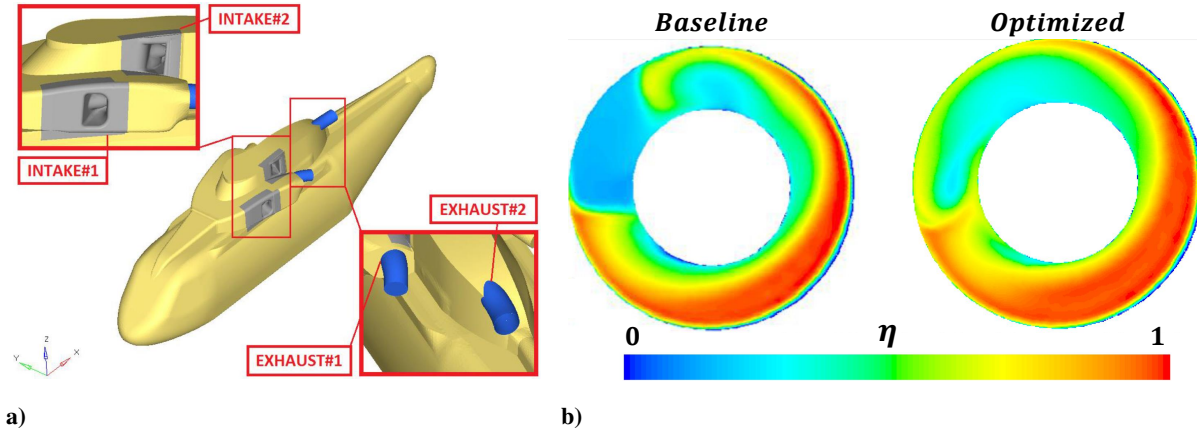 INTAKE#2
INTAKE#1
EXHAUST#2
EXHAUST#1
Z
Y
X
a)
Baseline
Optimized
0
η
1
b)